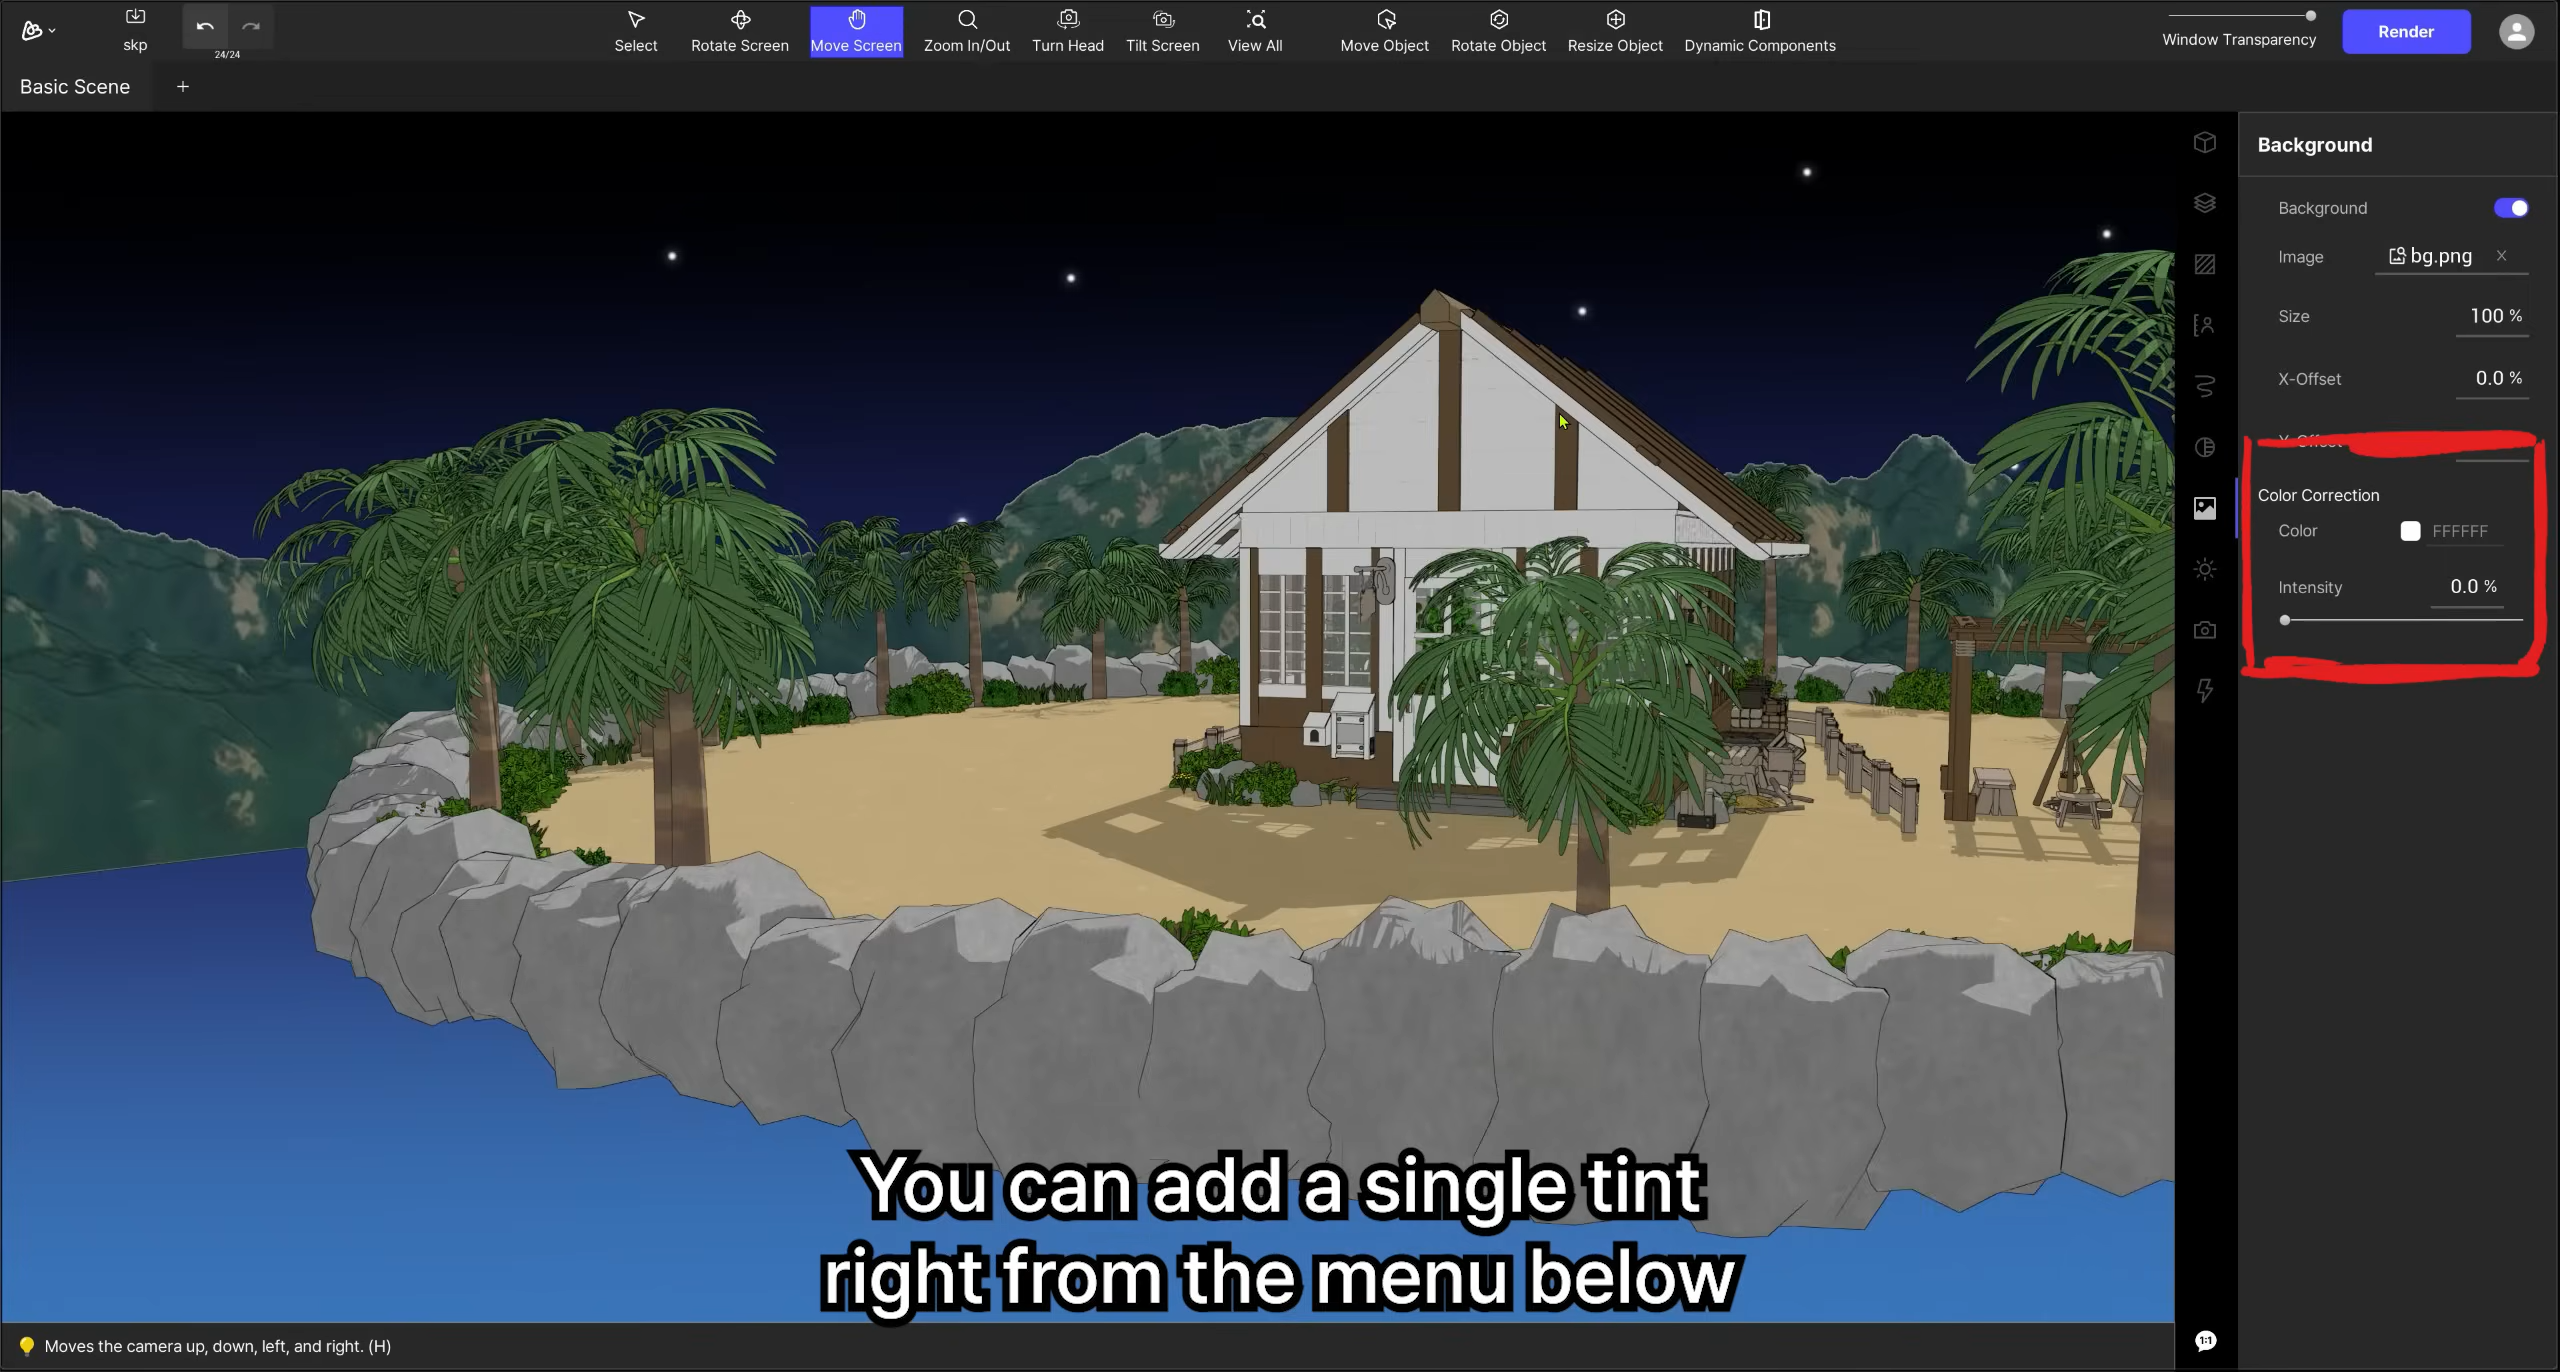 skp
24/24
Select
Rotate Screen
Move Screen
Zoom In/Out
Turn Head
Tilt Screen
View All
Move Object
Rotate Object
Resize Object
Dynamic Components
Window Transparency
Render
Basic Scene
+
Background
Background
Image bg.png X
Size 100 %
X-Offset 0.0 %
Y-Offset
Color Correction
Color FFFFFF
Intensity 0.0 %
You can add a single tint
right from the menu below
Moves the camera up, down, left, and right. (H)
1:1